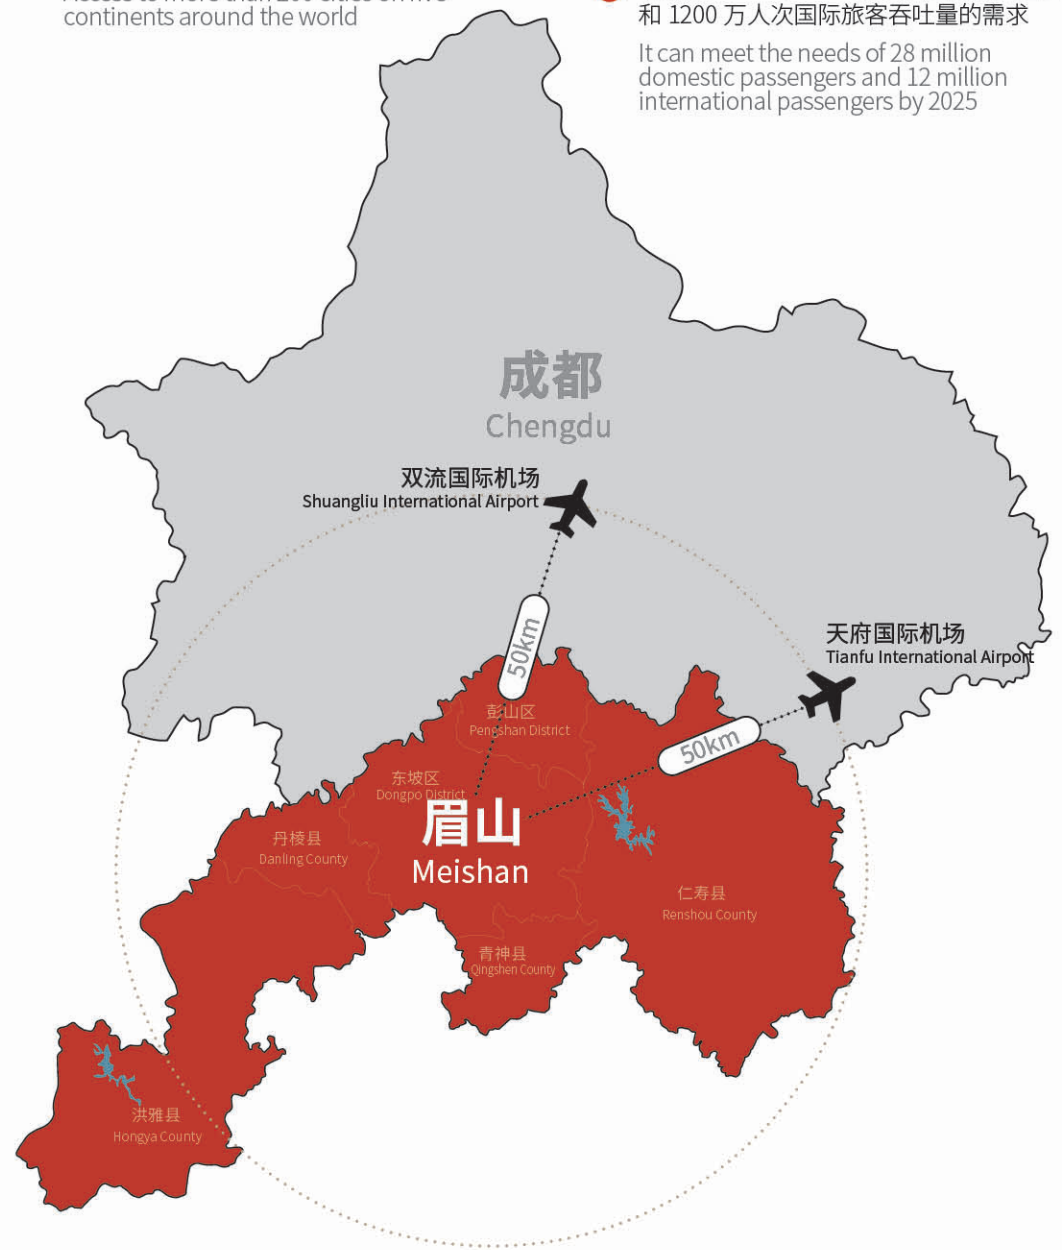 continents around the world
和 1200 万人次国际旅客吞吐量的需求
It can meet the needs of 28 million
domestic passengers and 12 million
international passengers by 2025
成都
Chengdu
双流国际机场
Shuangliu International Airport
50km
天府国际机场
Tianfu International Airport
50km
彭山区
Pengshan District
东坡区
Dongpo District
眉山
Meishan
丹棱县
Danling County
仁寿县
Renshou County
青神县
Qingshen County
洪雅县
Hongya County